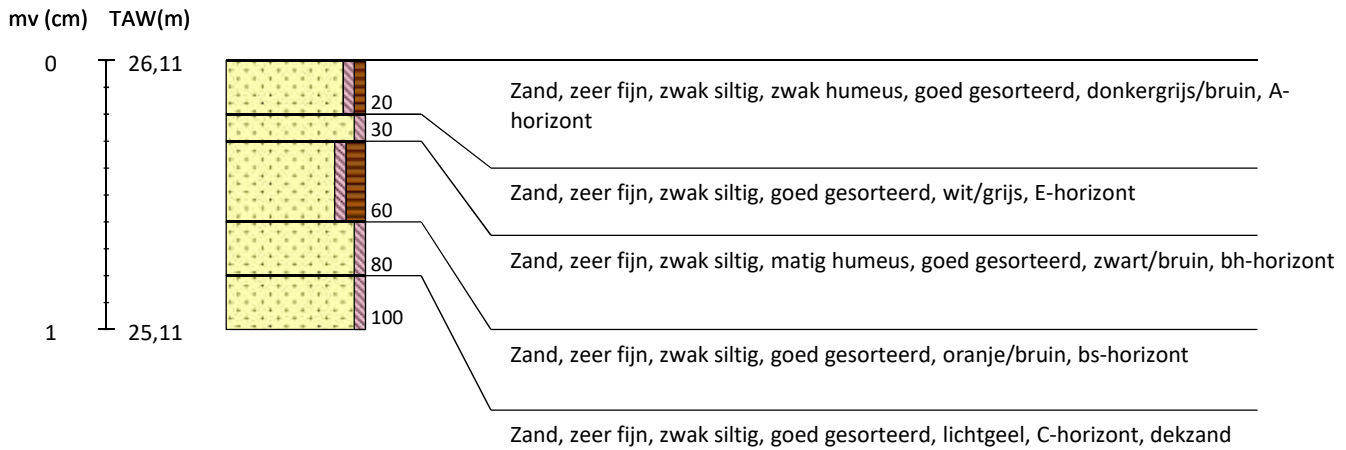 mv (cm) TAW(m)
0 26,11
20
Zand, zeer fijn, zwak siltig, zwak humeus, goed gesorteerd, donkergrijs/bruin, A-
horizont
30
Zand, zeer fijn, zwak siltig, goed gesorteerd, wit/grijs, E-horizont
60
Zand, zeer fijn, zwak siltig, matig humeus, goed gesorteerd, zwart/bruin, bh-horizont
80
Zand, zeer fijn, zwak siltig, goed gesorteerd, oranje/bruin, bs-horizont
100
1 25,11
Zand, zeer fijn, zwak siltig, goed gesorteerd, lichtgeel, C-horizont, dekzand